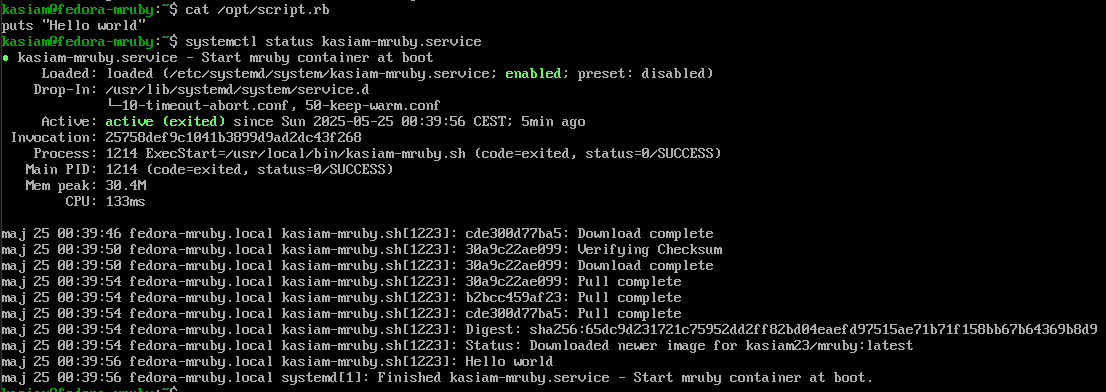 kasiam@fedora-mruby:~$ cat /opt/script.rb
puts "Hello world"
kasiam@fedora-mruby:~$ systemctl status kasiam-mruby.service
● kasiam-mruby.service - Start mruby container at boot
     Loaded: loaded (/etc/systemd/system/kasiam-mruby.service; enabled; preset: disabled)
    Drop-In: /usr/lib/systemd/system/service.d
             └─10-timeout-abort.conf, 50-keep-warm.conf
     Active: active (exited) since Sun 2025-05-25 00:39:56 CEST; 5min ago
 Invocation: 25758def9c1041b3899d9ad2dc43f268
    Process: 1214 ExecStart=/usr/local/bin/kasiam-mruby.sh (code=exited, status=0/SUCCESS)
   Main PID: 1214 (code=exited, status=0/SUCCESS)
   Mem peak: 30.4M
        CPU: 133ms
maj 25 00:39:46 fedora-mruby.local kasiam-mruby.sh[1223]: cde300d77ba5: Download complete
maj 25 00:39:50 fedora-mruby.local kasiam-mruby.sh[1223]: 30a9c22ae099: Verifying Checksum
maj 25 00:39:50 fedora-mruby.local kasiam-mruby.sh[1223]: 30a9c22ae099: Download complete
maj 25 00:39:54 fedora-mruby.local kasiam-mruby.sh[1223]: 30a9c22ae099: Pull complete
maj 25 00:39:54 fedora-mruby.local kasiam-mruby.sh[1223]: b2bcc459af23: Pull complete
maj 25 00:39:54 fedora-mruby.local kasiam-mruby.sh[1223]: cde300d77ba5: Pull complete
maj 25 00:39:54 fedora-mruby.local kasiam-mruby.sh[1223]: Digest: sha256:65dc9d231721c75952dd2ff82bd04eaefd97515ae71b71f158bb67b64369b8d9
maj 25 00:39:54 fedora-mruby.local kasiam-mruby.sh[1223]: Status: Downloaded newer image for kasiam23/mruby:latest
maj 25 00:39:56 fedora-mruby.local kasiam-mruby.sh[1223]: Hello world
maj 25 00:39:56 fedora-mruby.local systemd[1]: Finished kasiam-mruby.service - Start mruby container at boot.
kasiam@fedora-mruby:~$